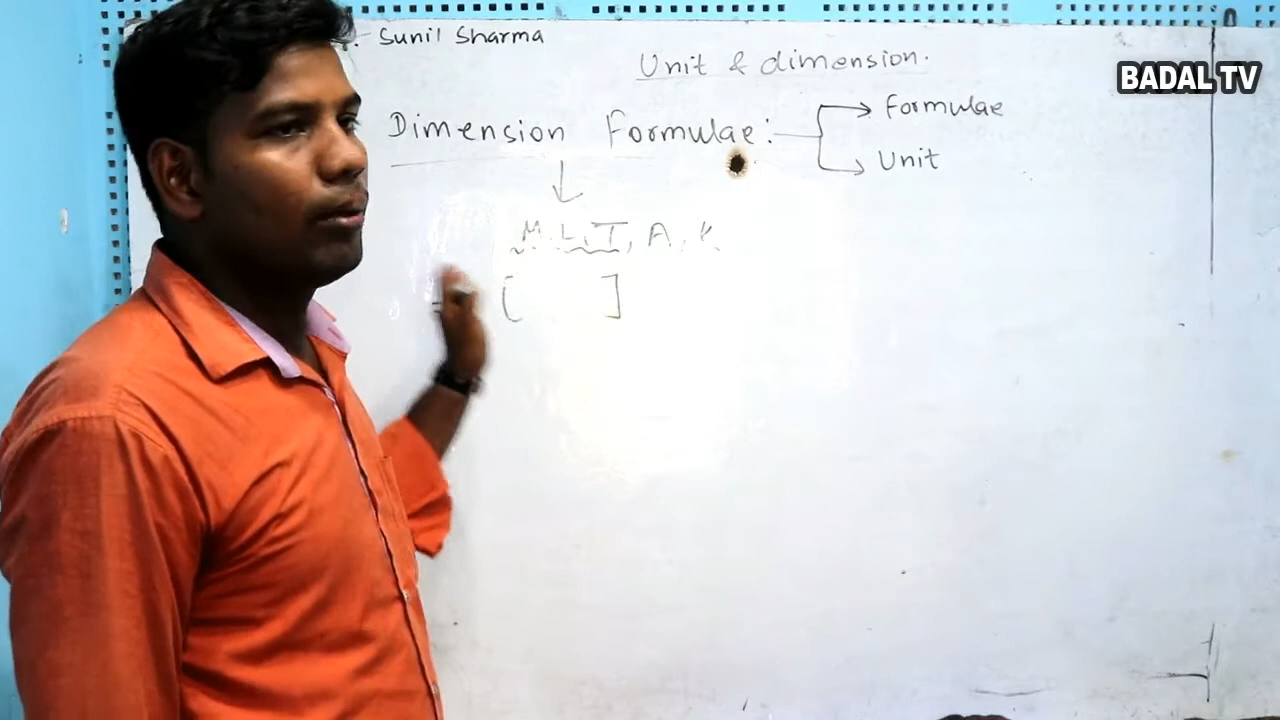 Sunil Sharma
Unit & dimension.
BADAL TV
Dimension Formulae:
Formulae
Unit
M, L, T, A, K
[ ]